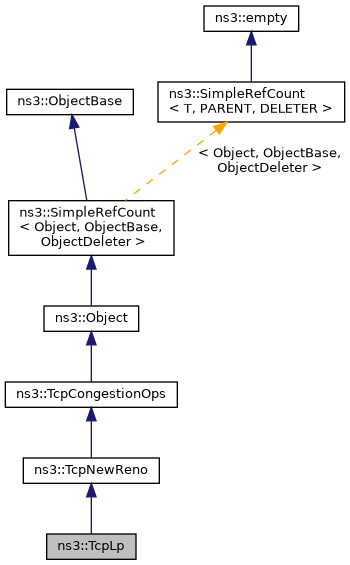 ns3::empty
ns3::ObjectBase
ns3::SimpleRefCount
< T, PARENT, DELETER >
< Object, ObjectBase,
ObjectDeleter >
ns3::SimpleRefCount
< Object, ObjectBase,
ObjectDeleter >
ns3::Object
ns3::TcpCongestionOps
ns3::TcpNewReno
ns3::TcpLp